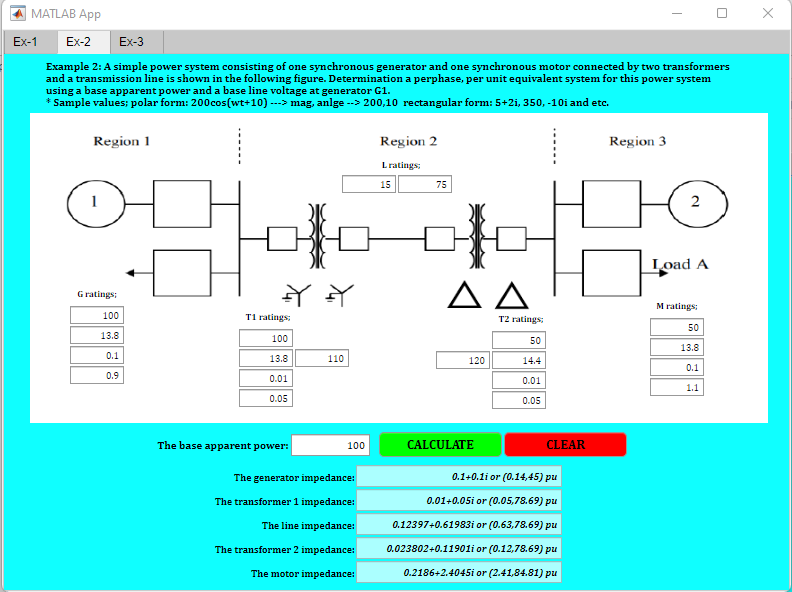 MATLAB App
Ex-1 Ex-2 Ex-3
Example 2: A simple power system consisting of one synchronous generator and one synchronous motor connected by two transformers
and a transmission line is shown in the following figure. Determination a perphase, per unit equivalent system for this power system
using a base apparent power and a base line voltage at generator G1.
* Sample values; polar form: 200cos(wt+10) ---> mag, anlge --> 200,10 rectangular form: 5+2i, 350, -10i and etc.
Region 1 Region 2 Region 3
L ratings;
15 75
1 2
Load A
G ratings;
100
13.8
0.1
0.9
T1 ratings;
100
13.8 110
0.01
0.05
T2 ratings;
50
120 14.4
0.01
0.05
M ratings;
50
13.8
0.1
1.1
The base apparent power: 100 CALCULATE CLEAR
The generator impedance: 0.1+0.1i or (0.14,45) pu
The transformer 1 impedance: 0.01+0.05i or (0.05,78.69) pu
The line impedance: 0.12397+0.61983i or (0.63,78.69) pu
The transformer 2 impedance: 0.023802+0.11901i or (0.12,78.69) pu
The motor impedance: 0.2186+2.4045i or (2.41,84.81) pu